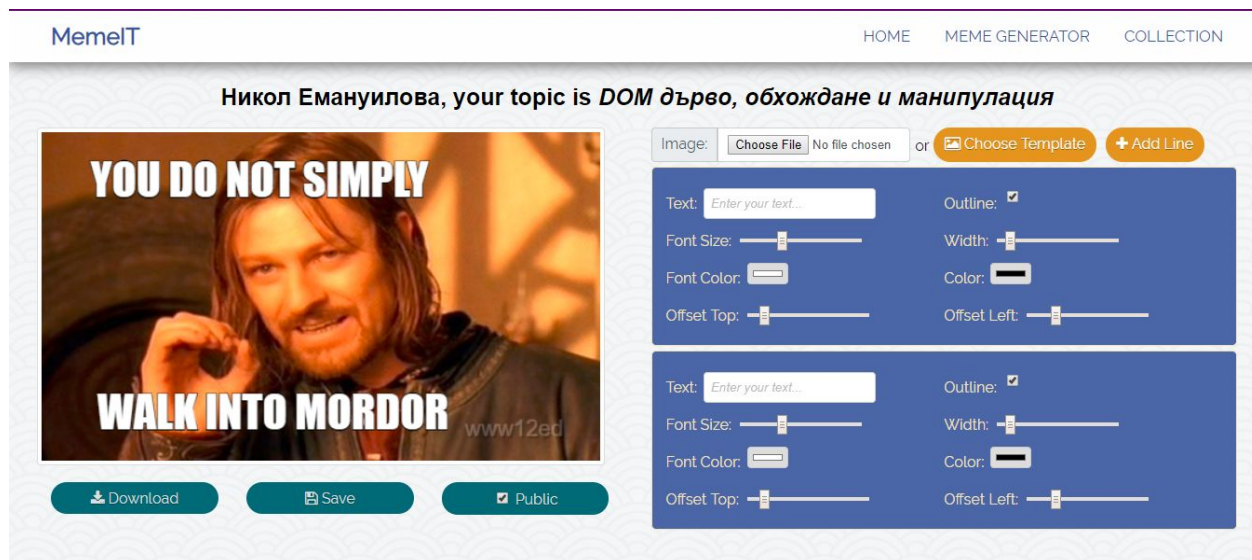 MemeIT
HOME MEME GENERATOR COLLECTION
Никол Емануилова, your topic is DOM дърво, обхождане и манипулация
YOU DO NOT SIMPLY
WALK INTO MORDOR
www12ed
Download Save Public
Image: Choose File No file chosen or Choose Template + Add Line
Text: Enter your text... Outline:
Font Size: Width:
Font Color: Color:
Offset Top: Offset Left:
Text: Enter your text... Outline:
Font Size: Width:
Font Color: Color:
Offset Top: Offset Left: